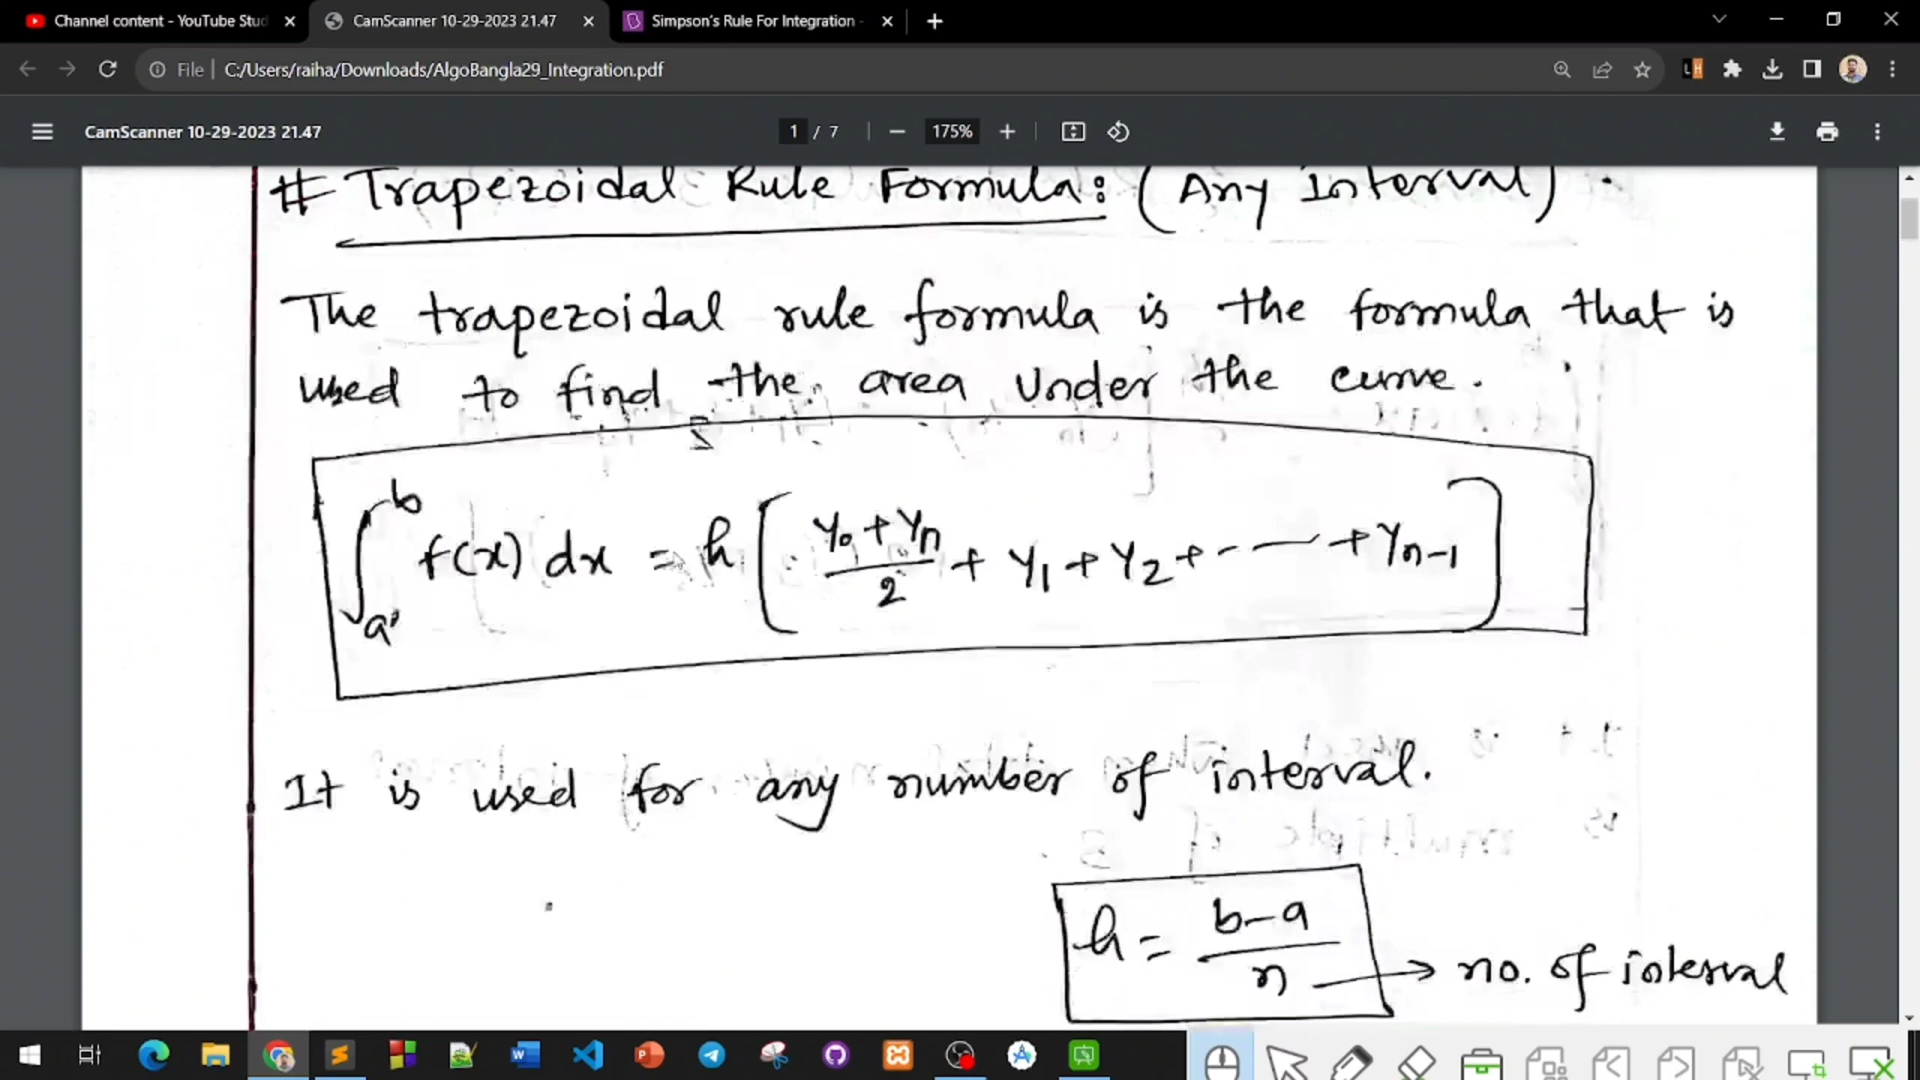 Channel content - YouTube Stud
CamScanner 10-29-2023 21.47
Simpson's Rule For Integration -
File
C:/Users/raiha/Downloads/AlgoBangla29_Integration.pdf
CamScanner 10-29-2023 21.47
1 / 7
175%
# Trapezoidal Rule Formula: (Any Interval)
The trapezoidal rule formula is the formula that is
used to find the area under the curve.
∫_a^b f(x) dx = h [ (y₀ + yₙ)/2 + y₁ + y₂ + ---- + yₙ₋₁ ]
It is used for any number of interval.
h = (b-a)/n → no. of interval